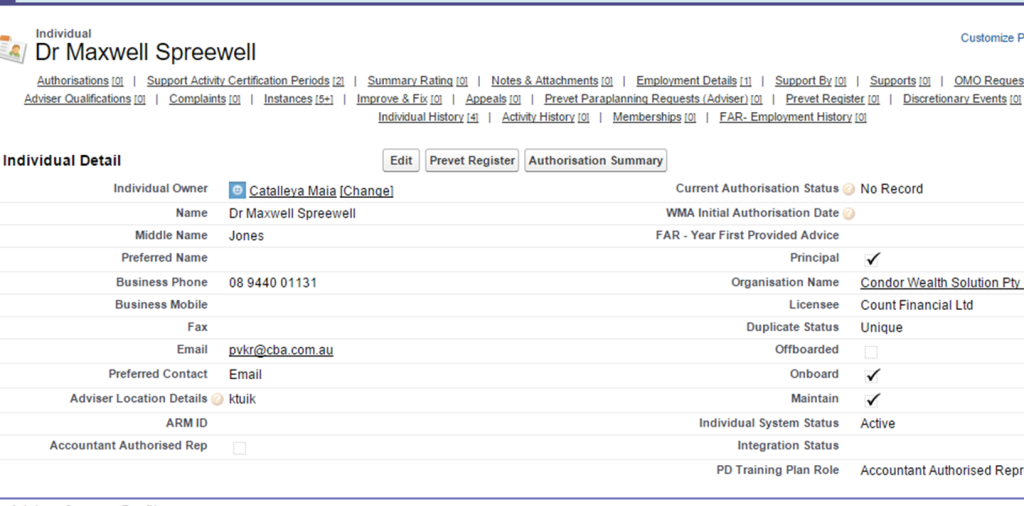 Individual
Dr Maxwell Spreewell
Customize P
Authorisations [0] | Support Activity Certification Periods [2] | Summary Rating [0] | Notes & Attachments [0] | Employment Details [1] | Support By [0] | Supports [0] | OMO Reques
Adviser Qualifications [0] | Complaints [0] | Instances [5+] | Improve & Fix [0] | Appeals [0] | Prevet Paraplanning Requests (Adviser) [0] | Prevet Register [0] | Discretionary Events [0]
Individual History [4] | Activity History [0] | Memberships [0] | FAR- Employment History [0]
Individual Detail Edit Prevet Register Authorisation Summary
Individual Owner Catalleya Maia [Change] Current Authorisation Status ? No Record
Name Dr Maxwell Spreewell WMA Initial Authorisation Date ?
Middle Name Jones FAR - Year First Provided Advice
Preferred Name Principal ✓
Business Phone 08 9440 01131 Organisation Name Condor Wealth Solution Pty
Business Mobile Licensee Count Financial Ltd
Fax Duplicate Status Unique
Email pvkr@cba.com.au Offboarded
Preferred Contact Email Onboard ✓
Adviser Location Details ? ktuik Maintain ✓
ARM ID Individual System Status Active
Accountant Authorised Rep Integration Status
PD Training Plan Role Accountant Authorised Repr